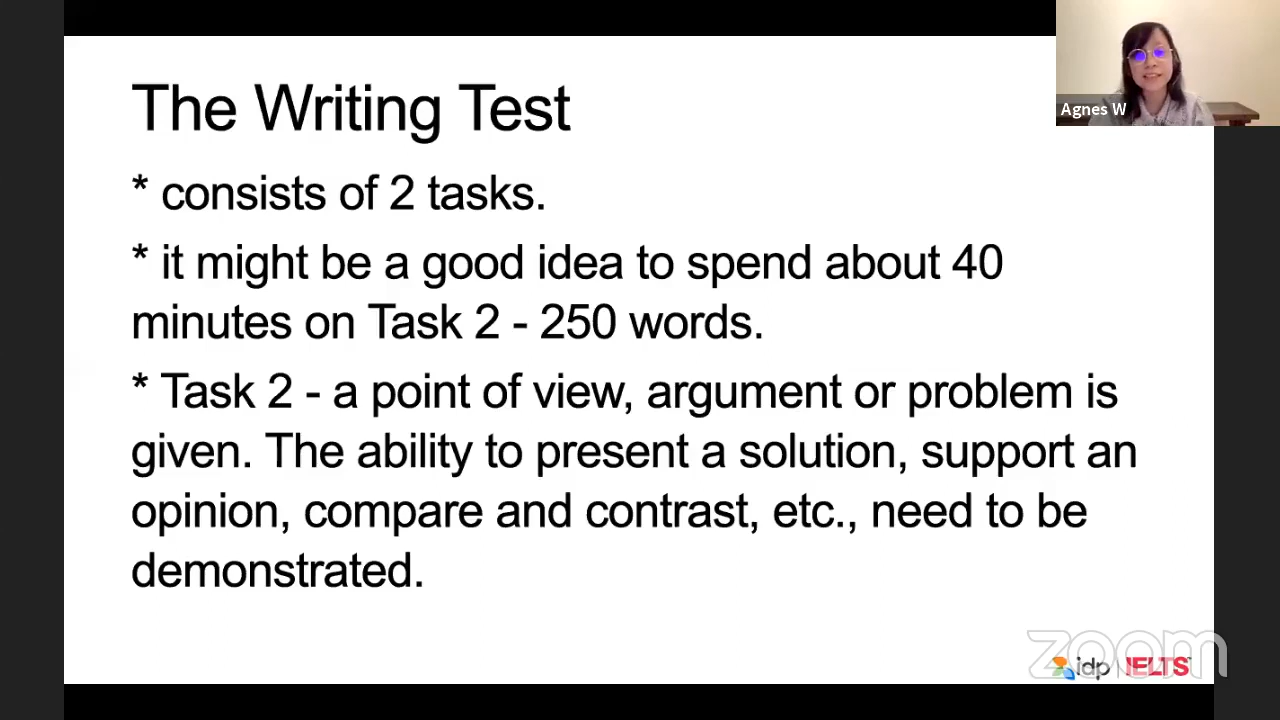 The Writing Test
Agnes W
* consists of 2 tasks.
* it might be a good idea to spend about 40
minutes on Task 2 - 250 words.
* Task 2 - a point of view, argument or problem is
given. The ability to present a solution, support an
opinion, compare and contrast, etc., need to be
demonstrated.
zoom
idp IELTS™